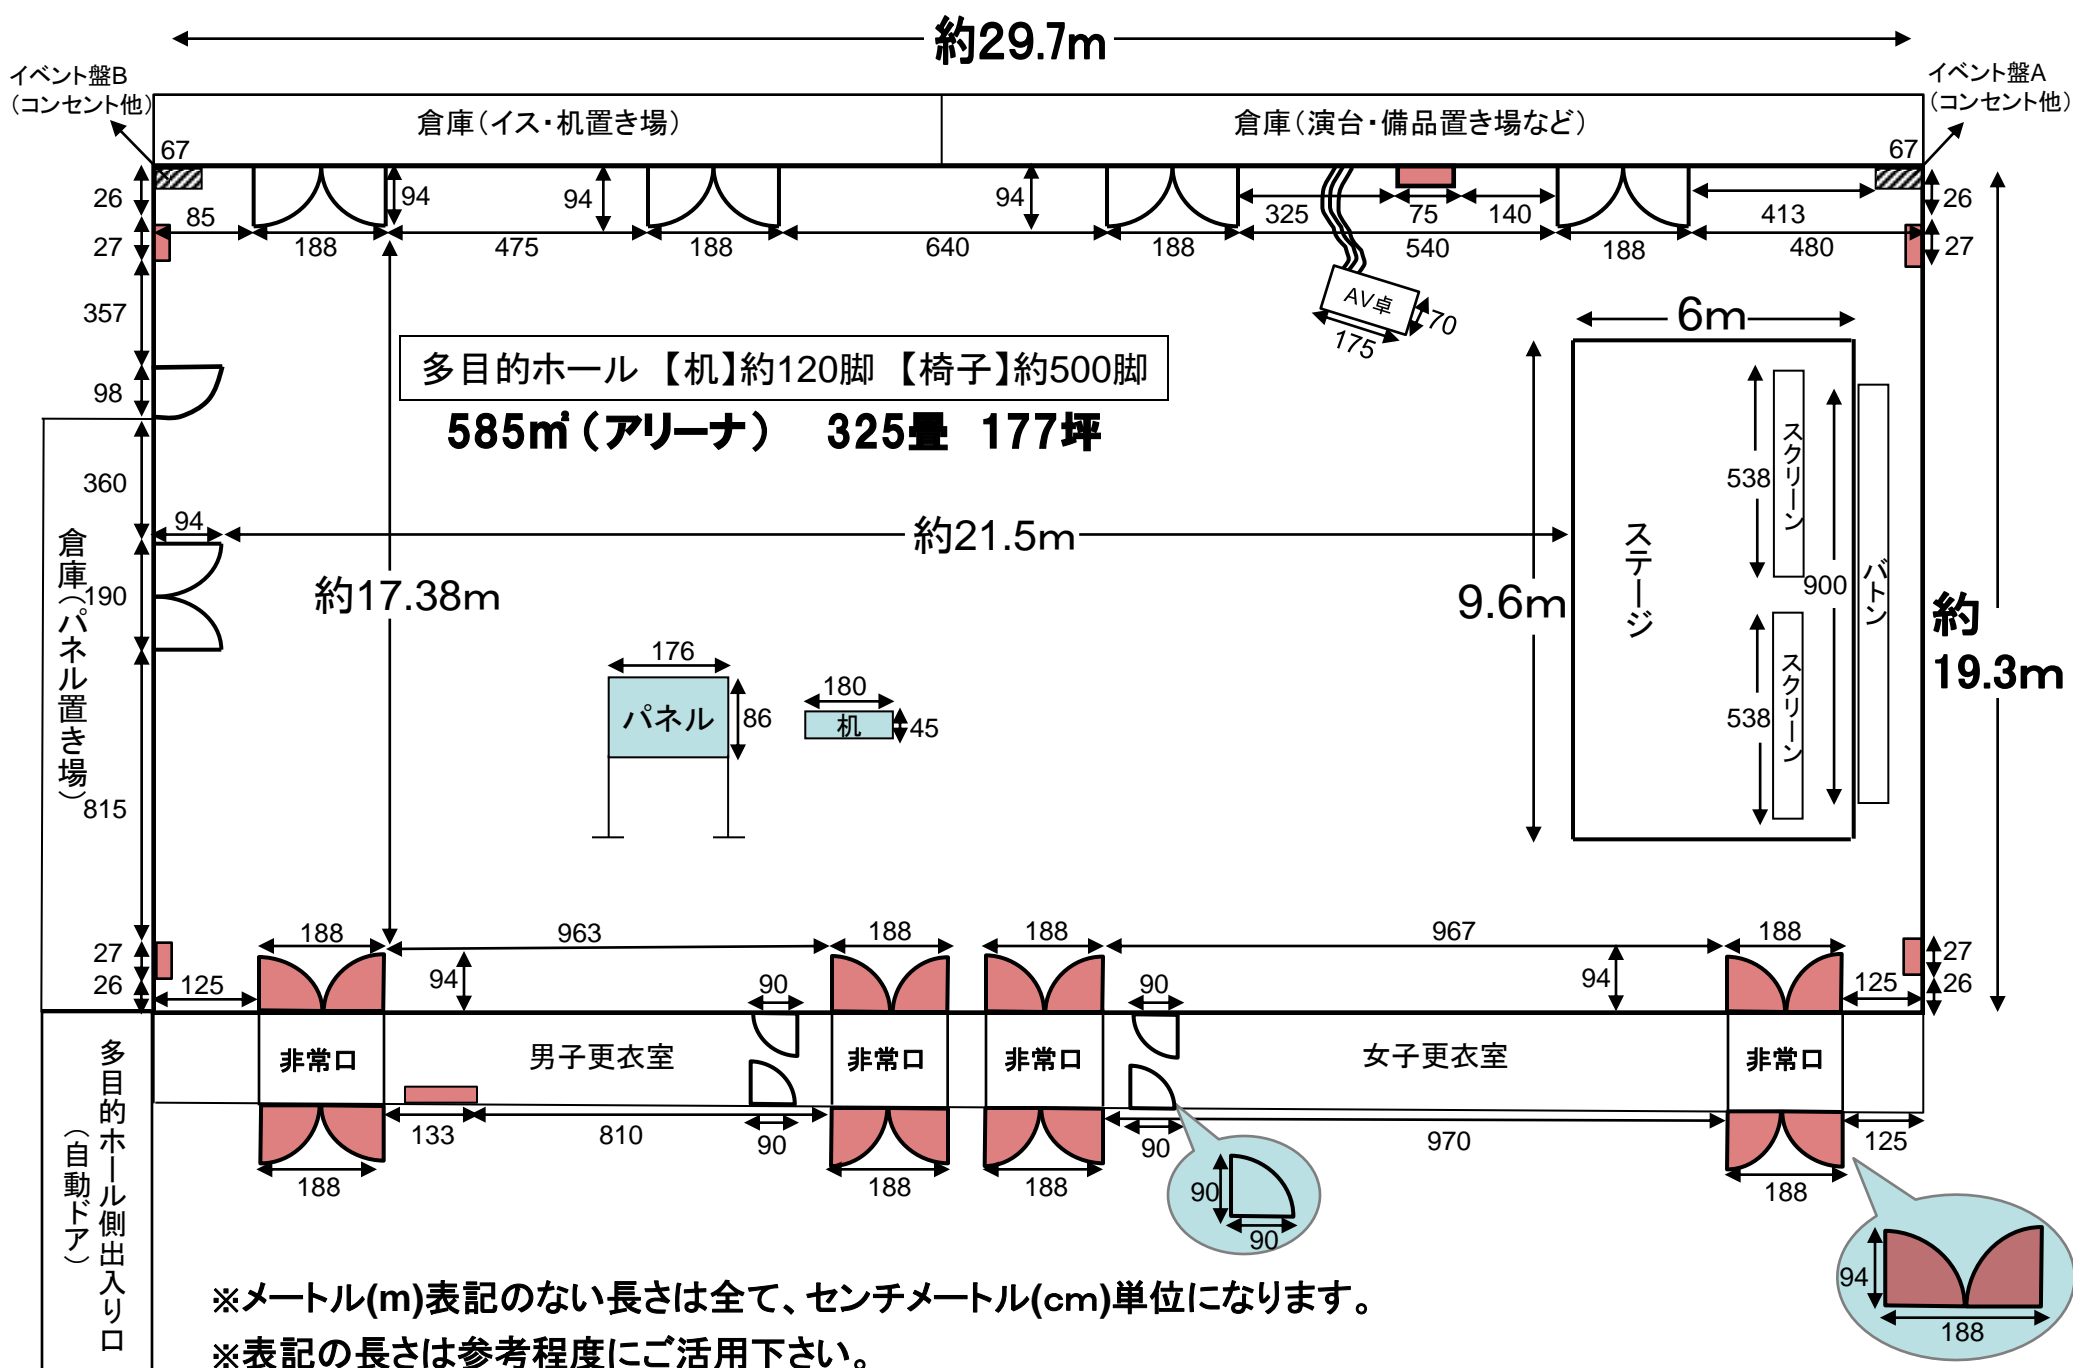 約29.7m
イベント盤B
（コンセント他）
イベント盤A
（コンセント他）
倉庫（イス・机置き場）
倉庫（演台・備品置き場など）
67
67
26
85
94
94
94
325
75
140
413
26
27
188
475
188
640
188
540
188
480
27
357
AV卓
70
175
6m
多目的ホール 【机】約120脚 【椅子】約500脚
585㎡（アリーナ） 325畳 177坪
98
360
94
約21.5m
538
スクリーン
900
バトン
ステージ
倉庫（パネル置き場）
190
約17.38m
9.6m
約
19.3m
176
パネル
86
180
机
45
538
スクリーン
815
27
26
125
188
963
94
90
188
188
90
967
94
188
125
27
26
非常口
男子更衣室
非常口
非常口
女子更衣室
非常口
133
810
90
90
970
125
188
188
188
188
90
90
94
188
多目的ホール側出入り口
（自動ドア）
※メートル(m)表記のない長さは全て、センチメートル(cm)単位になります。
※表記の長さは参考程度にご活用下さい。